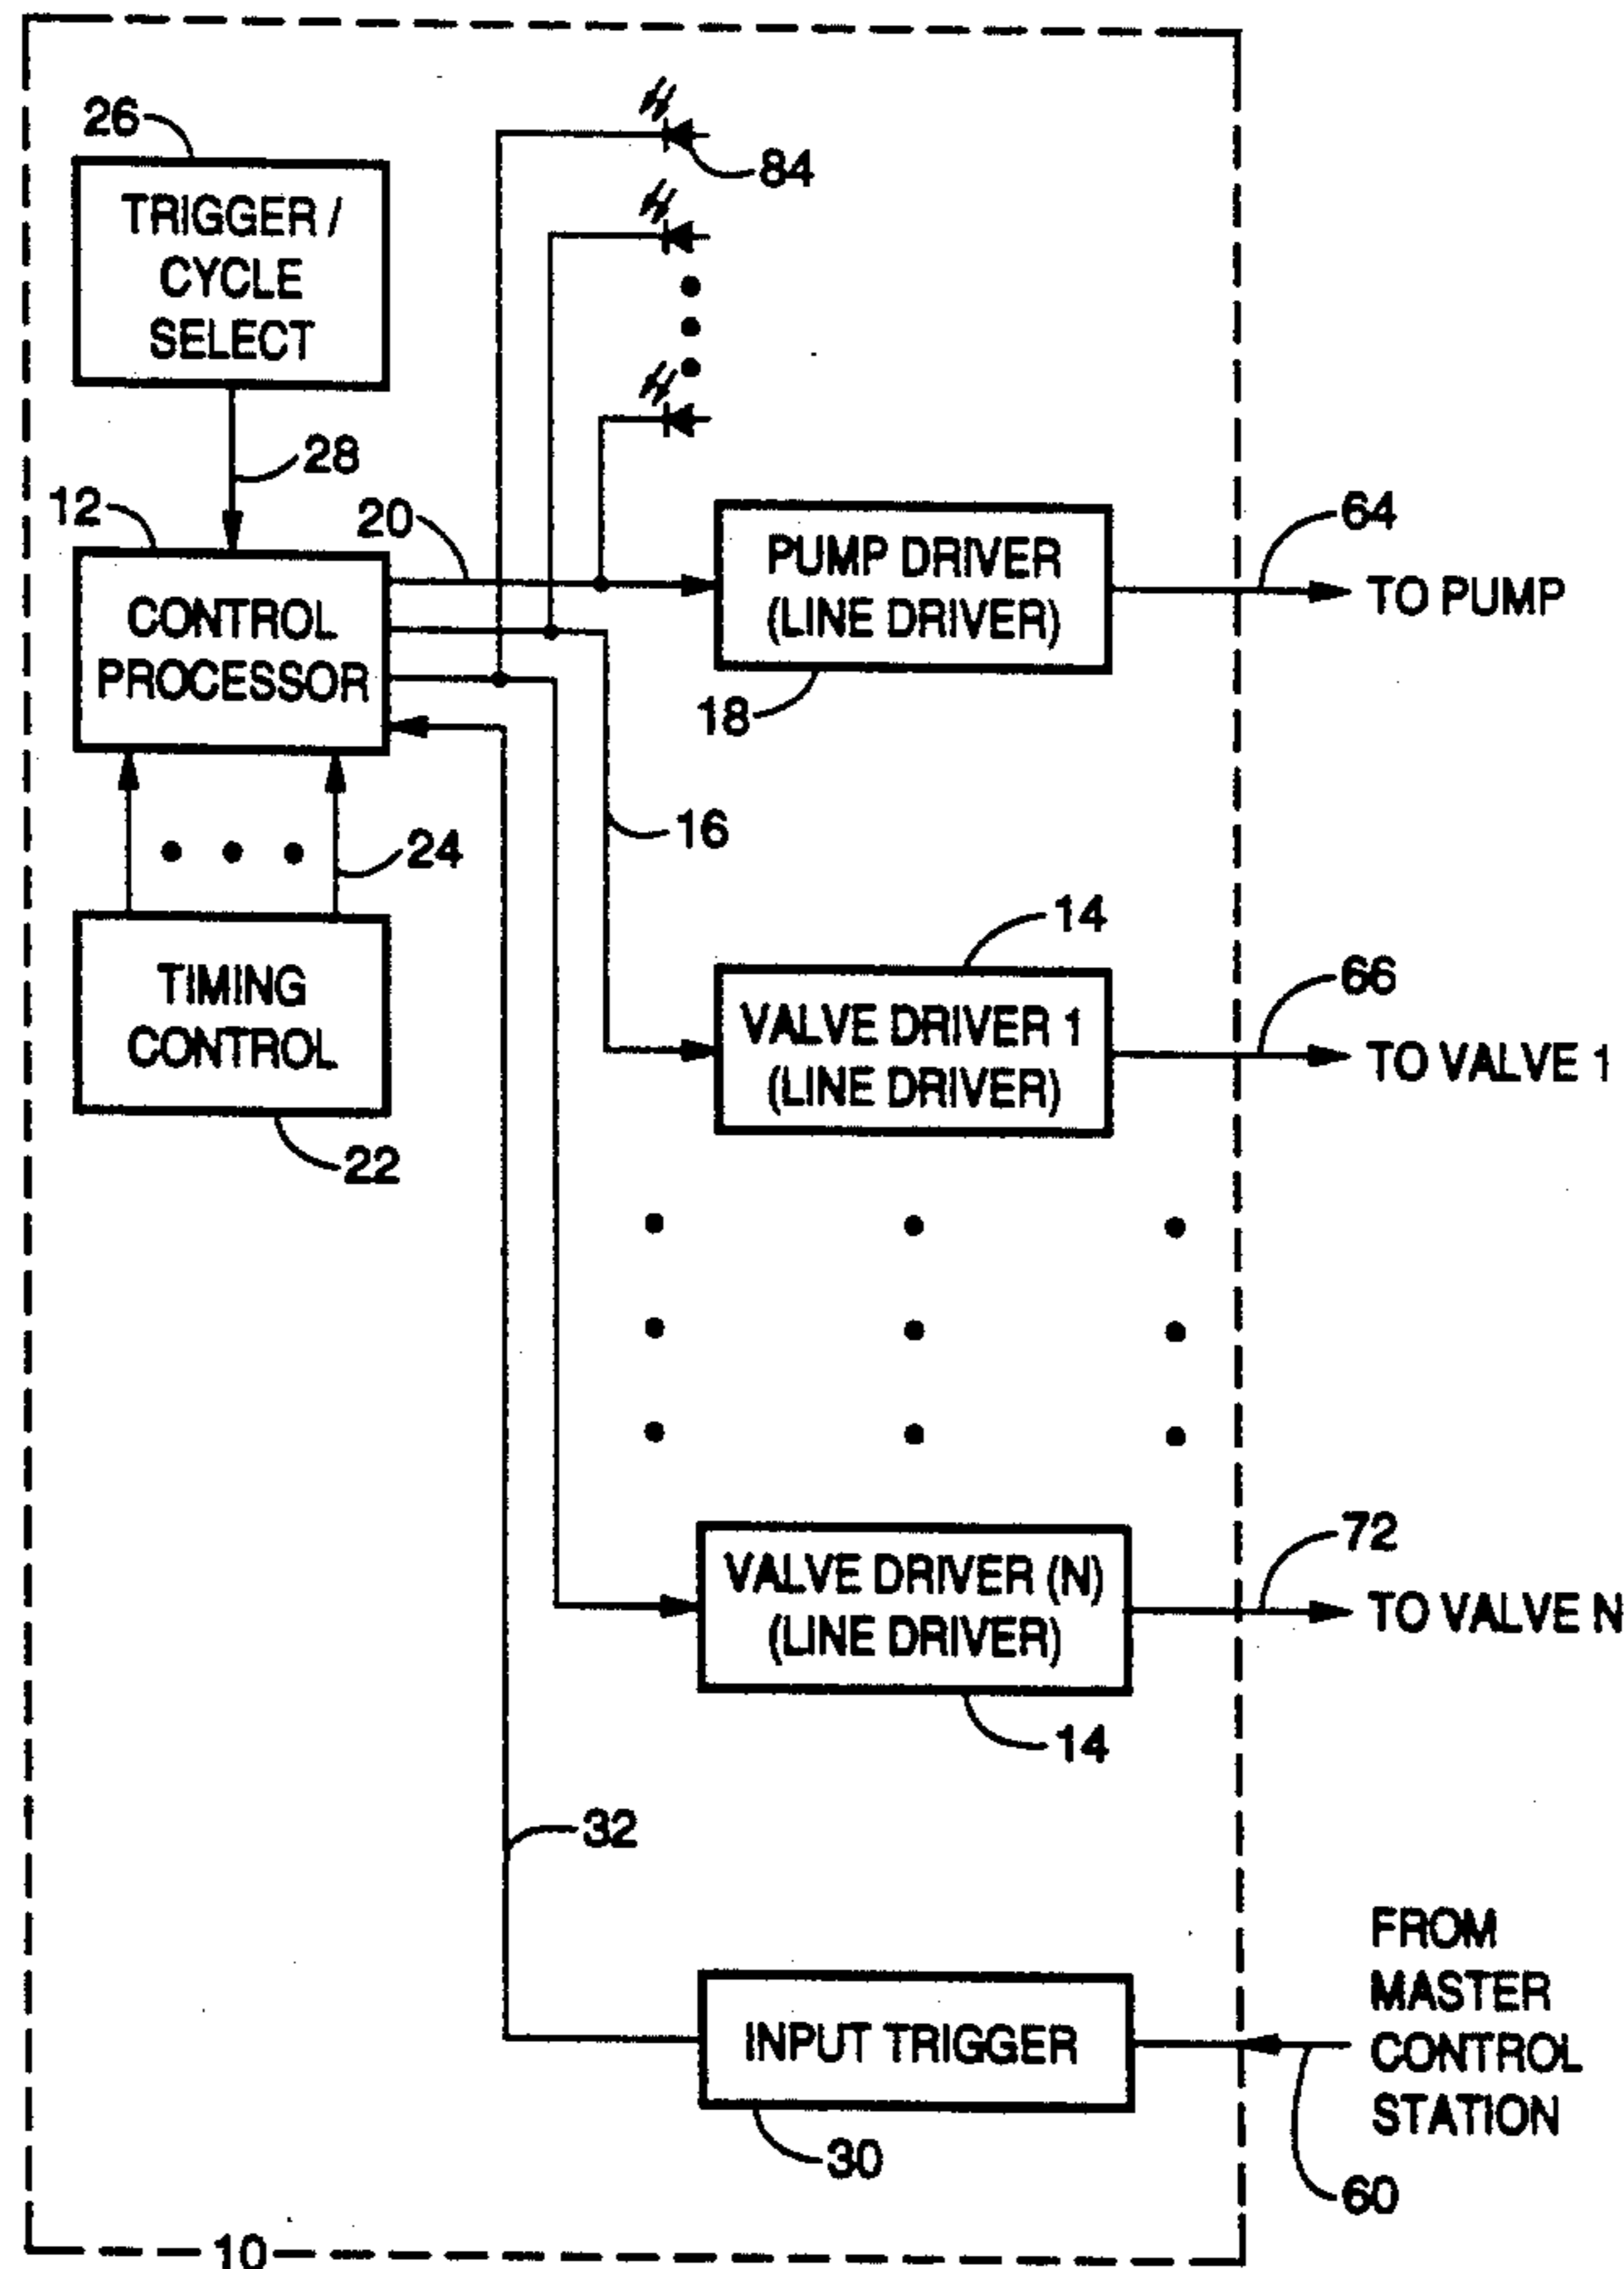 26
84
TRIGGER /
CYCLE
SELECT
28
12
20
64
PUMP DRIVER
(LINE DRIVER)
TO PUMP
CONTROL
PROCESSOR
18
16
24
14
66
TIMING
CONTROL
VALVE DRIVER 1
(LINE DRIVER)
TO VALVE 1
22
72
VALVE DRIVER (N)
(LINE DRIVER)
TO VALVE N
14
32
FROM
MASTER
CONTROL
STATION
INPUT TRIGGER
30
60
10